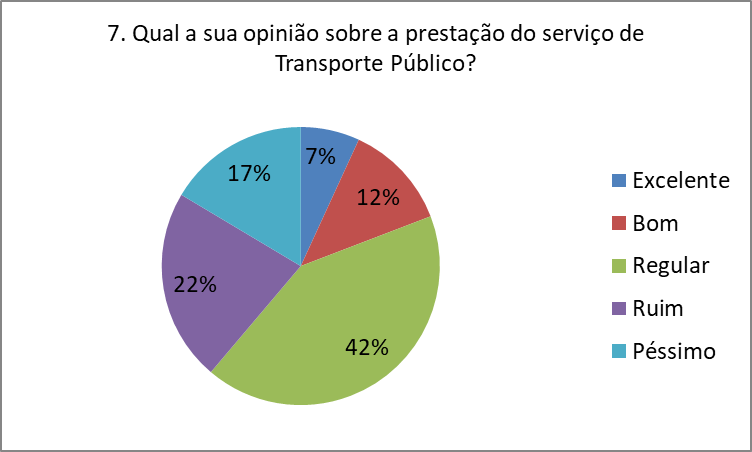 7. Qual a sua opinião sobre a prestação do serviço de
Transporte Público?
7%
12%
42%
22%
17%
Excelente
Bom
Regular
Ruim
Péssimo